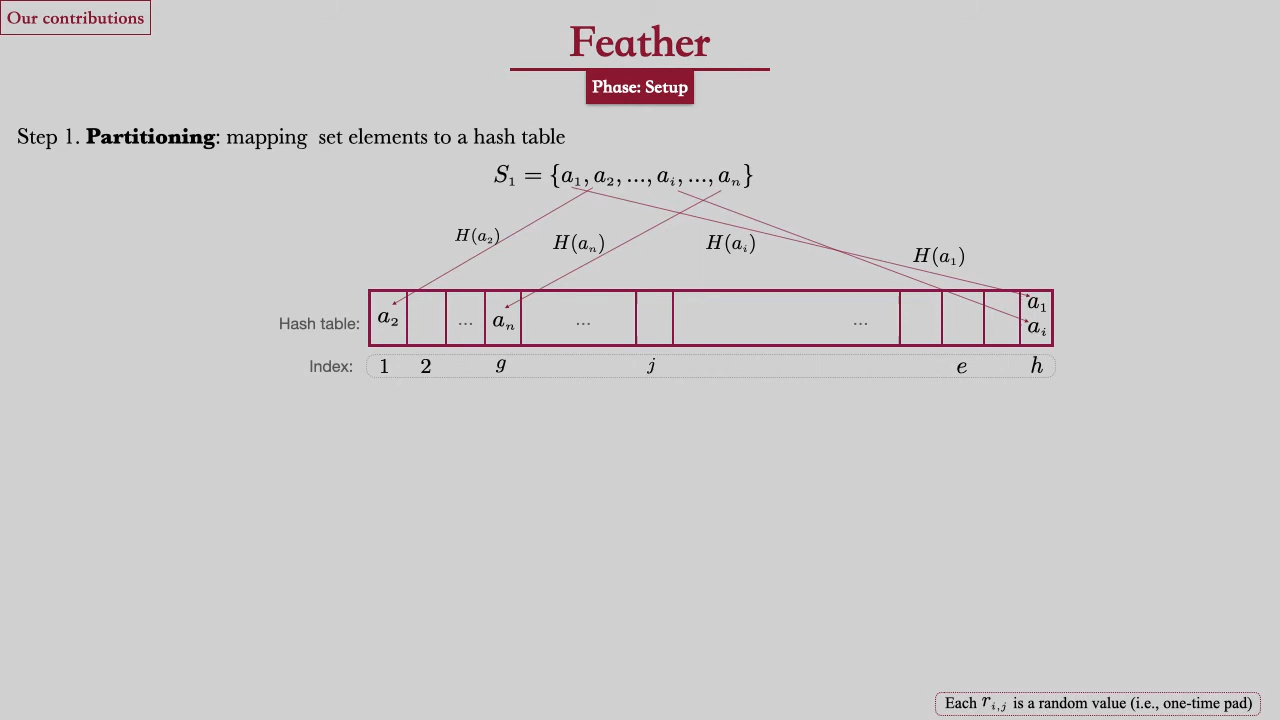 Our contributions
Feather
Phase: Setup
Step 1. Partitioning: mapping set elements to a hash table
S₁ = {a₁, a₂, ..., aᵢ, ..., aₙ}
H(a₂) H(aₙ) H(aᵢ) H(a₁)
Hash table: a₂ ... aₙ ... ... a₁ aᵢ
Index: 1 2 g j e h
Each rᵢ,ⱼ is a random value (i.e., one-time pad)